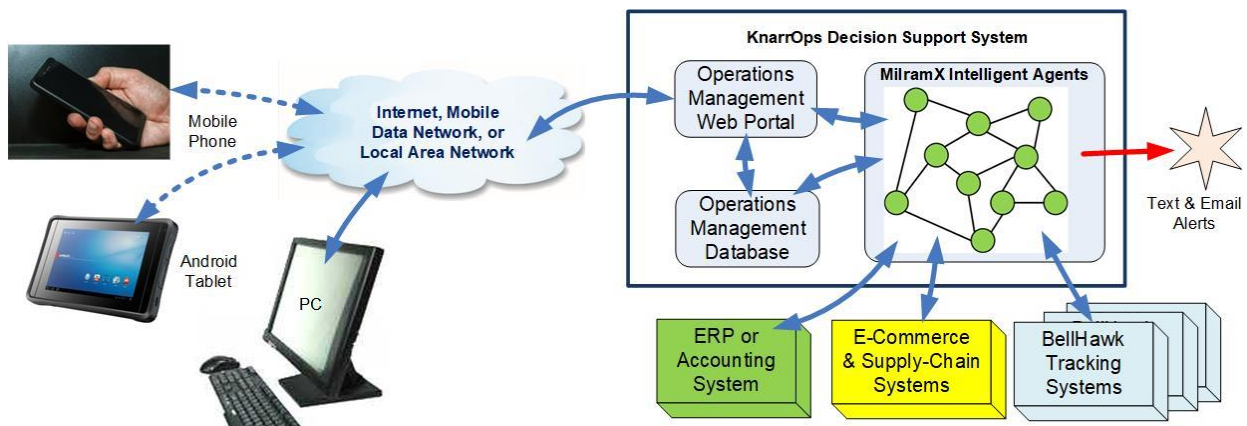 KnarrOps Decision Support System
Operations
Management
Web Portal
MilramX Intelligent Agents
Internet, Mobile
Data Network, or
Local Area Network
Mobile
Phone
Operations
Management
Database
Text & Email
Alerts
Android
Tablet
PC
ERP or
Accounting
System
E-Commerce
& Supply-Chain
Systems
BellHawk
Tracking
Systems